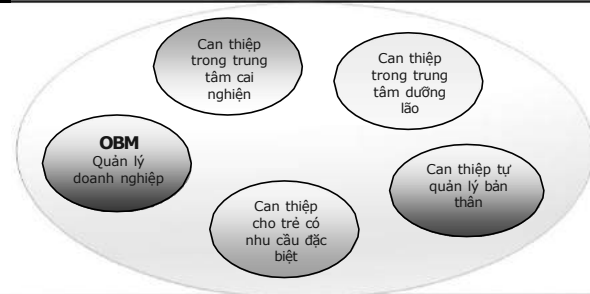 Can thiệp
trong trung
tâm cai
nghiện
Can thiệp
trong trung
tâm dưỡng
lão
OBM
Quản lý
doanh nghiệp
Can thiệp tự
quản lý bản
thân
Can thiệp
cho trẻ có
nhu cầu đặc
biệt